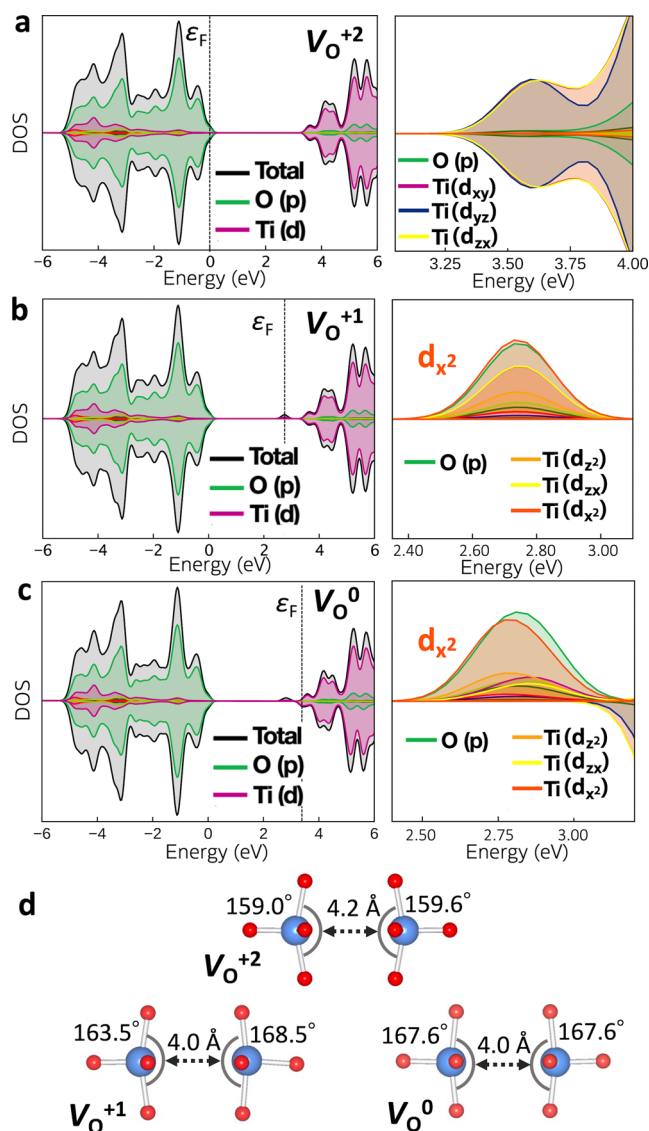 a
εF
VO+2
DOS
Total
O (p)
Ti (d)
−6 −4 −2 0 2 4 6
Energy (eV)
O (p)
Ti(dxy)
Ti(dyz)
Ti(dzx)
3.25 3.50 3.75 4.00
Energy (eV)
b
εF
VO+1
DOS
Total
O (p)
Ti (d)
−6 −4 −2 0 2 4 6
Energy (eV)
dx2
O (p)
Ti (dz2)
Ti (dzx)
Ti (dx2)
2.40 2.60 2.80 3.00
Energy (eV)
c
εF
VO0
DOS
Total
O (p)
Ti (d)
−6 −4 −2 0 2 4 6
Energy (eV)
dx2
O (p)
Ti (dz2)
Ti (dzx)
Ti (dx2)
2.50 2.75 3.00
Energy (eV)
d
159.0° 4.2 Å 159.6°
VO+2
163.5° 4.0 Å 168.5°
VO+1
167.6° 4.0 Å 167.6°
VO0